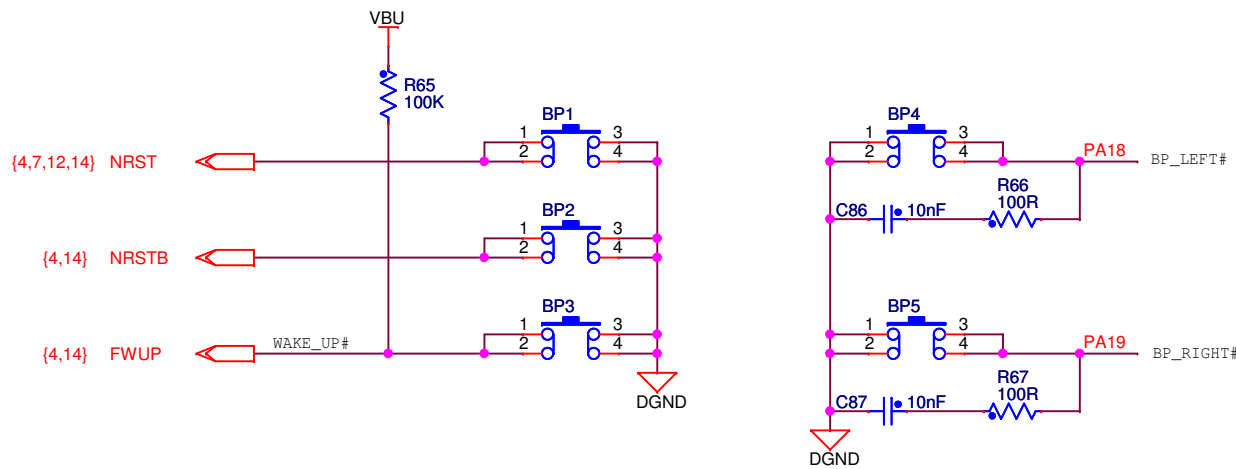 VBU
R65
100K
BP1
1 3
2 4
{4,7,12,14} NRST
BP2
1 3
2 4
{4,14} NRSTB
BP3
1 3
2 4
{4,14} FWUP WAKE_UP#
DGND
BP4
1 3
2 4
PA18 BP_LEFT#
R66
100R
C86 10nF
BP5
1 3
2 4
PA19 BP_RIGHT#
R67
100R
C87 10nF
DGND